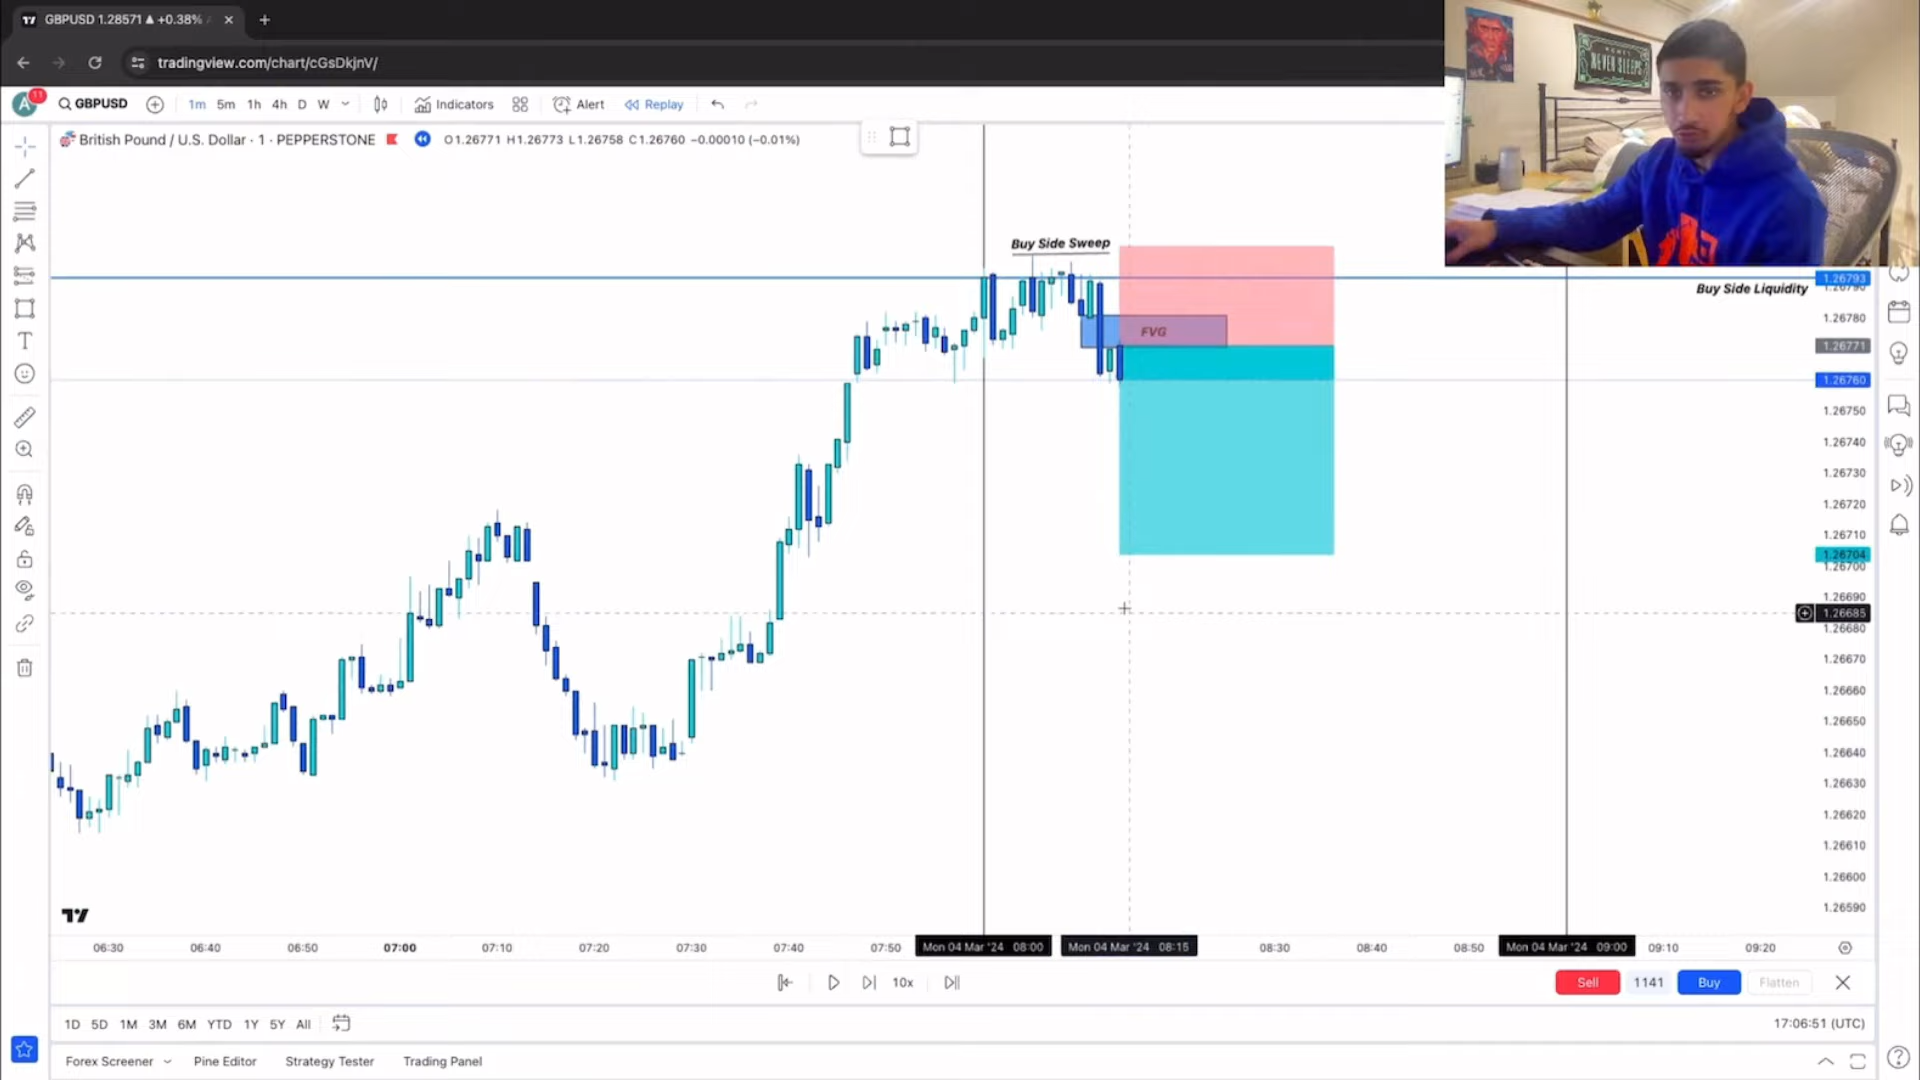 GBPUSD 1.28571 ▲ +0.38%
tradingview.com/chart/cGsDkjnV/
A 11 GBPUSD 1m 5m 1h 4h D W Indicators Alert Replay
British Pound / U.S. Dollar · 1 · PEPPERSTONE O1.26771 H1.26773 L1.26758 C1.26760 −0.00010 (−0.01%)
NEVER SLEEPS
Buy Side Sweep
1.26793
1.26790
Buy Side Liquidity
1.26780
FVG
1.26771
1.26760
1.26750
1.26740
1.26730
1.26720
1.26710
1.26704
1.26700
1.26690
1.26685
1.26680
1.26670
1.26660
1.26650
1.26640
1.26630
1.26620
1.26610
1.26600
1.26590
06:30 06:40 06:50 07:00 07:10 07:20 07:30 07:40 07:50 Mon 04 Mar '24 08:00 Mon 04 Mar '24 08:15 08:30 08:40 08:50 Mon 04 Mar '24 09:00 09:10 09:20
10x Sell 1141 Buy Flatten
1D 5D 1M 3M 6M YTD 1Y 5Y All 17:06:51 (UTC)
Forex Screener Pine Editor Strategy Tester Trading Panel